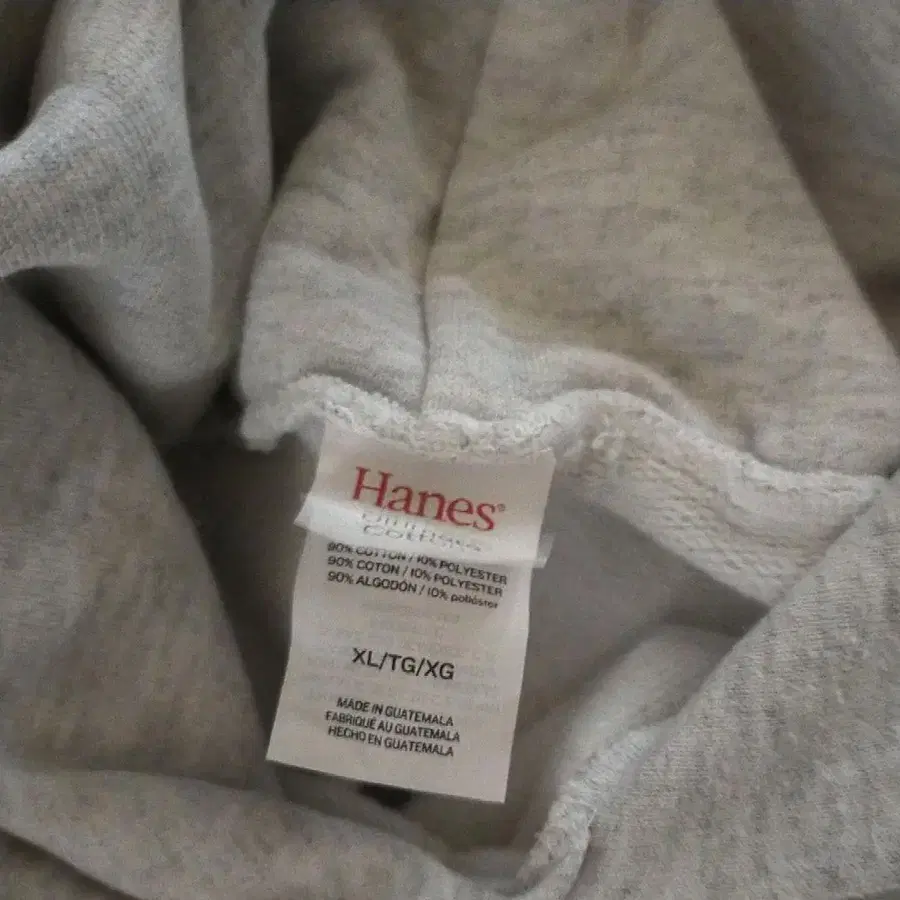 Hanes®
90% COTTON / 10% POLYESTER
90% COTON / 10% POLYESTER
90% ALGODÓN / 10% poliéster
XL/TG/XG
MADE IN GUATEMALA
FABRIQUÉ AU GUATEMALA
HECHO EN GUATEMALA